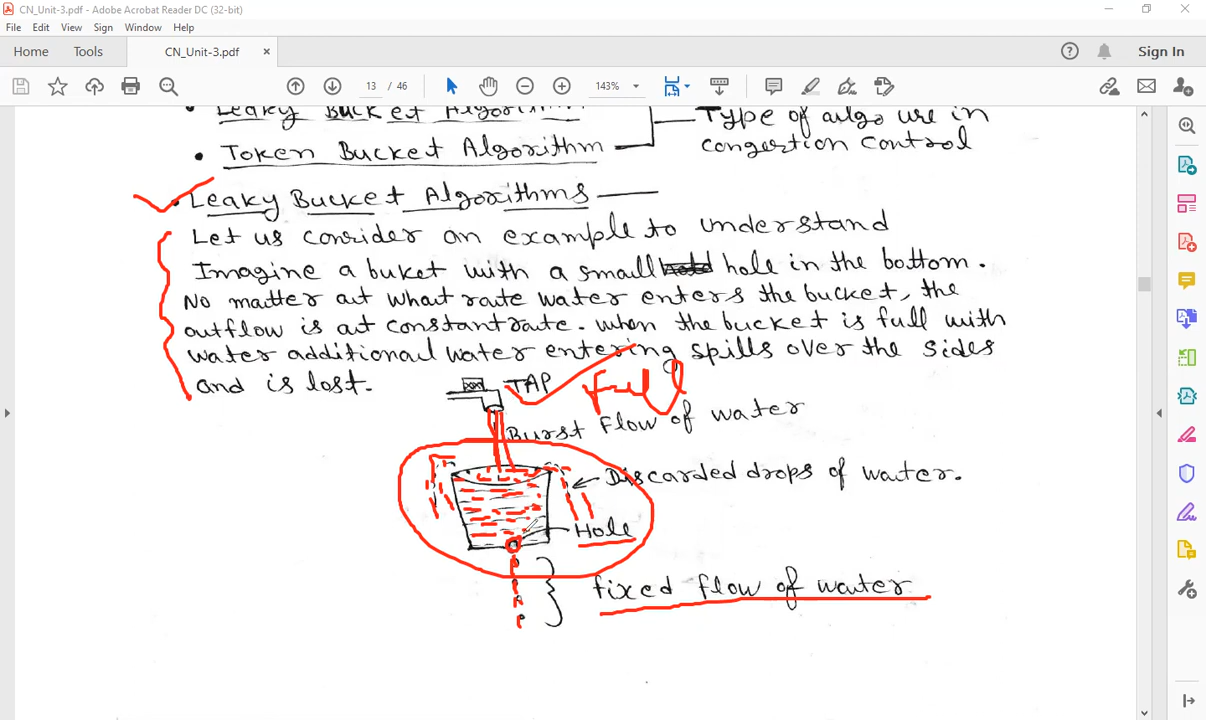 CN_Unit-3.pdf - Adobe Acrobat Reader DC (32-bit)
File Edit View Sign Window Help
Home Tools CN_Unit-3.pdf × Sign In
13 / 46 143%
• Leaky Bucket Algorithm
Type of algo use in
• Token Bucket Algorithm
congestion control
• Leaky Bucket Algorithms
Let us consider an example to understand
Imagine a buket with a small hole in the bottom.
No matter at what rate water enters the bucket, the
outflow is at constant rate. when the bucket is full with
water additional water entering spills over the sides
and is lost.
TAP
Full
Burst flow of water
Discarded drops of water.
Hole
fixed flow of water